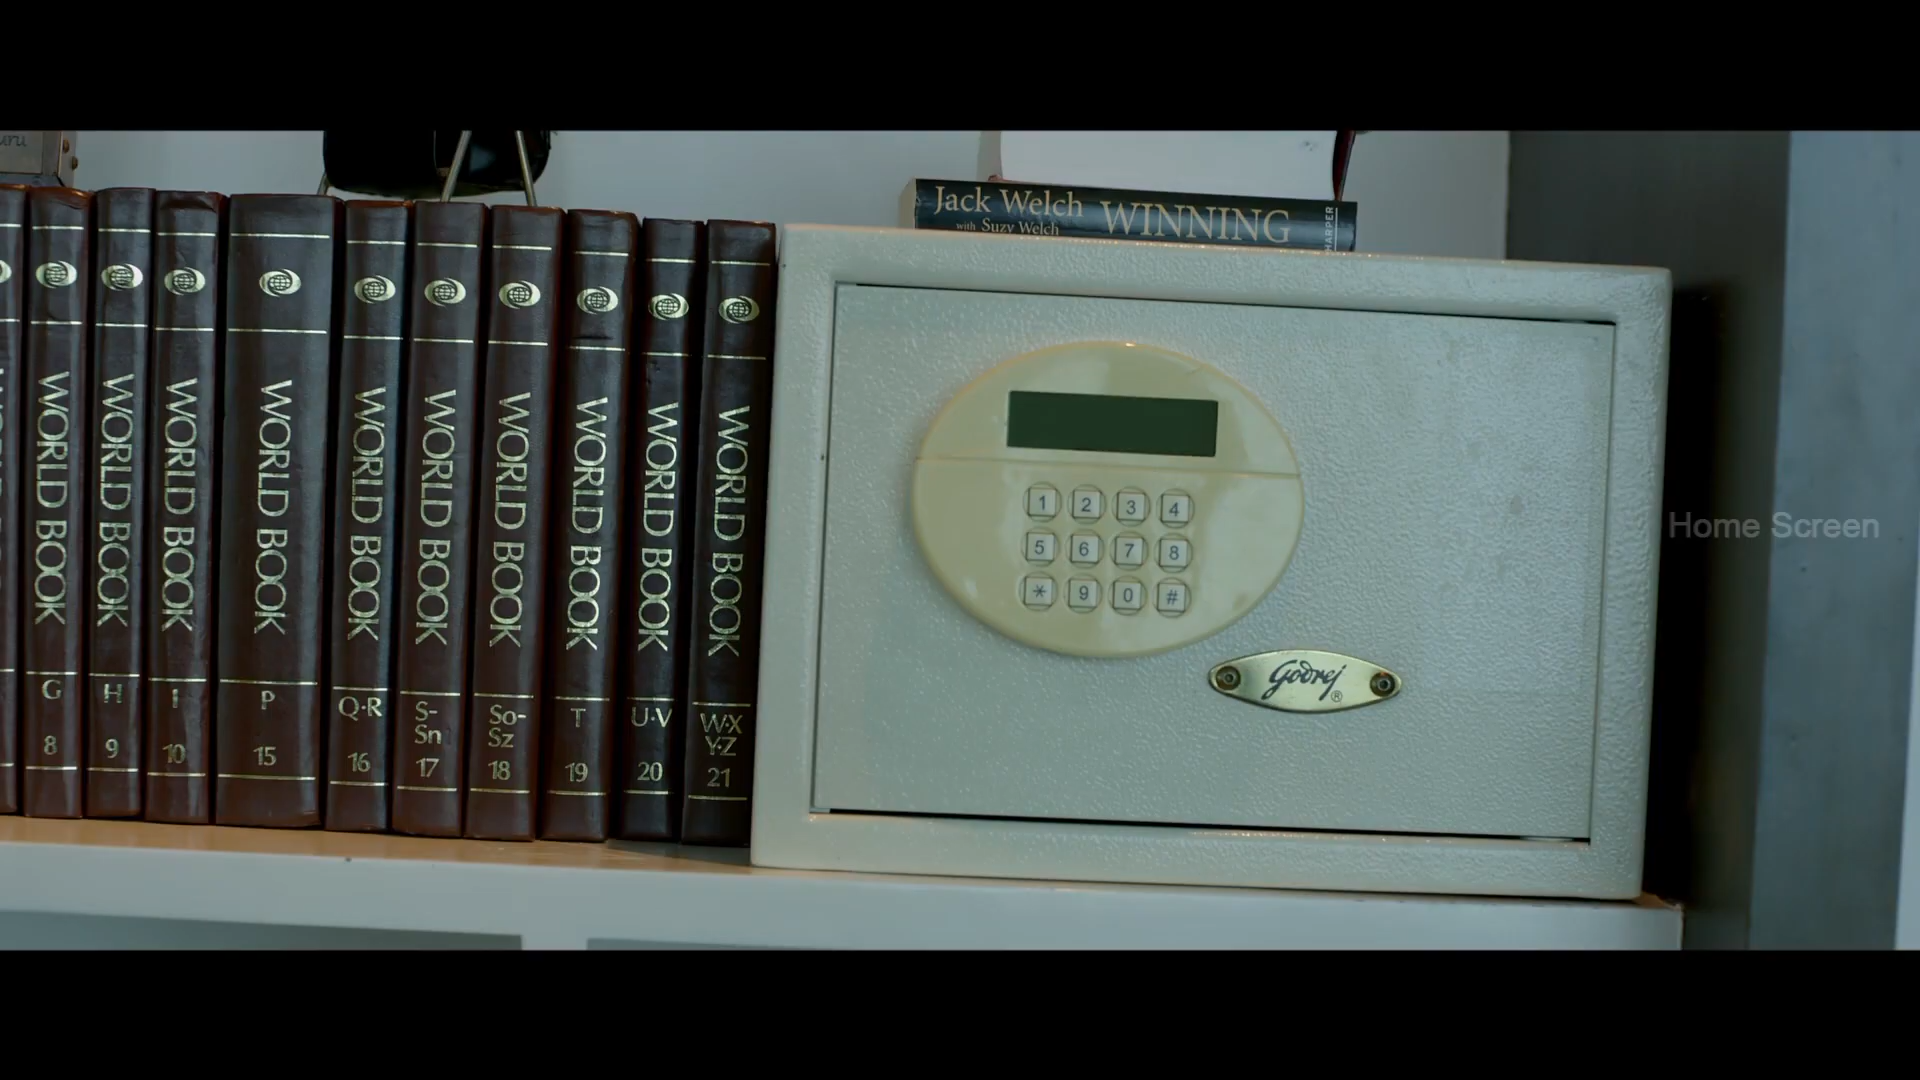 Jack Welch WINNING
with Suzy Welch
HARPER
WORLD BOOK
G
8
WORLD BOOK
H
9
WORLD BOOK
I
10
WORLD BOOK
P
15
WORLD BOOK
Q·R
16
WORLD BOOK
S-
Sn
17
WORLD BOOK
So-
Sz
18
WORLD BOOK
T
19
WORLD BOOK
U·V
20
WORLD BOOK
W·X
Y·Z
21
1 2 3 4
5 6 7 8
* 9 0 #
Godrej ®
Home Screen